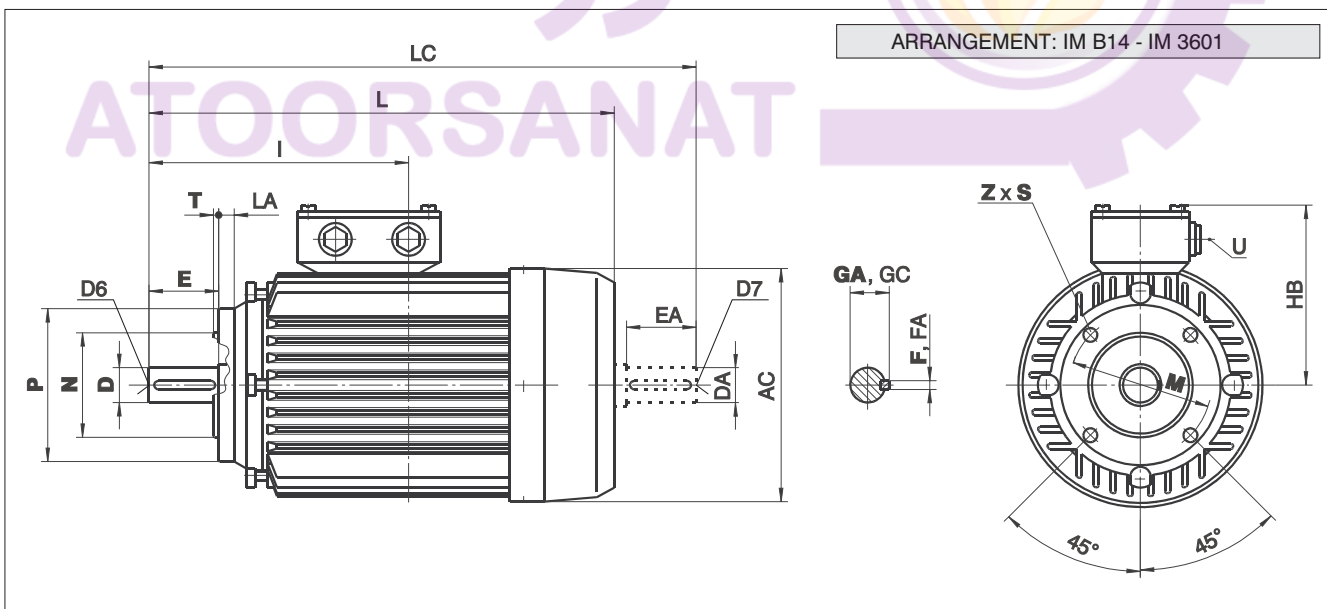 ARRANGEMENT: IM B14 - IM 3601
LC
ATOORSANAT
L
I
T LA
Z x S
U
E
GA, GC
HB
D6
D7
EA
F, FA
P
N
D
DA
AC
M
45°
45°